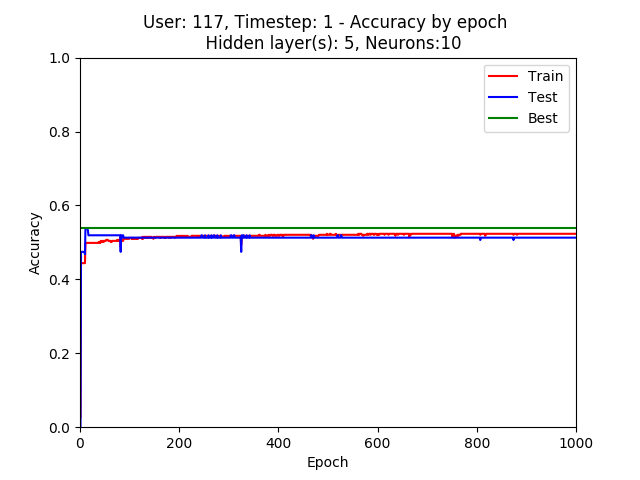 User: 117, Timestep: 1 - Accuracy by epoch
Hidden layer(s): 5, Neurons:10
1.0
0.8
0.6
0.4
0.2
0.0
Accuracy
Train
Test
Best
0
200
400
600
800
1000
Epoch